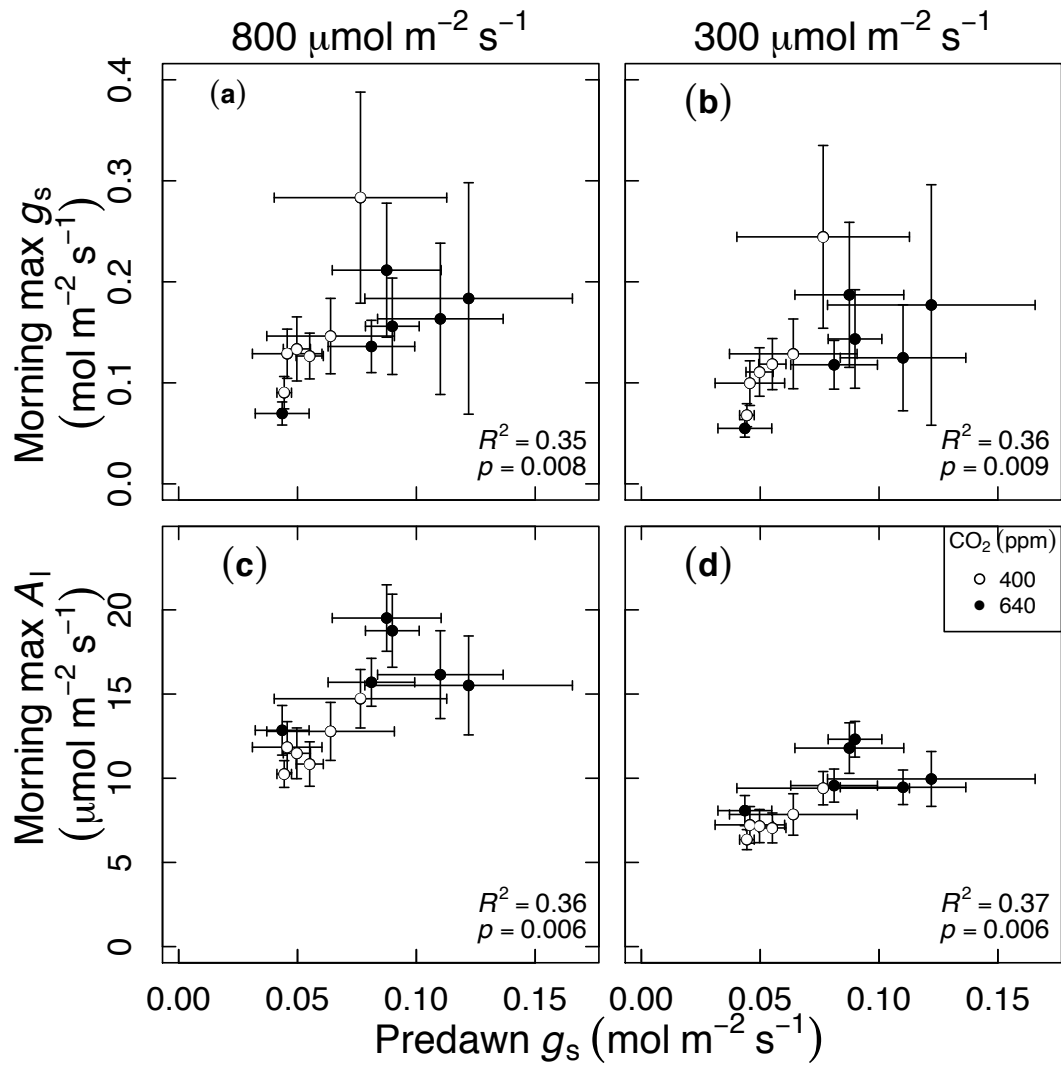 800 μmol m⁻² s⁻¹
300 μmol m⁻² s⁻¹
(a)
(b)
Morning max gₛ
(mol m⁻² s⁻¹)
0.4
0.3
0.2
0.1
0.0
R² = 0.35
p = 0.008
R² = 0.36
p = 0.009
(c)
(d)
CO₂ (ppm)
400
640
Morning max Aₗ
(μmol m⁻² s⁻¹)
20
15
10
5
0
R² = 0.36
p = 0.006
R² = 0.37
p = 0.006
0.00 0.05 0.10 0.15
0.00 0.05 0.10 0.15
Predawn gₛ (mol m⁻² s⁻¹)